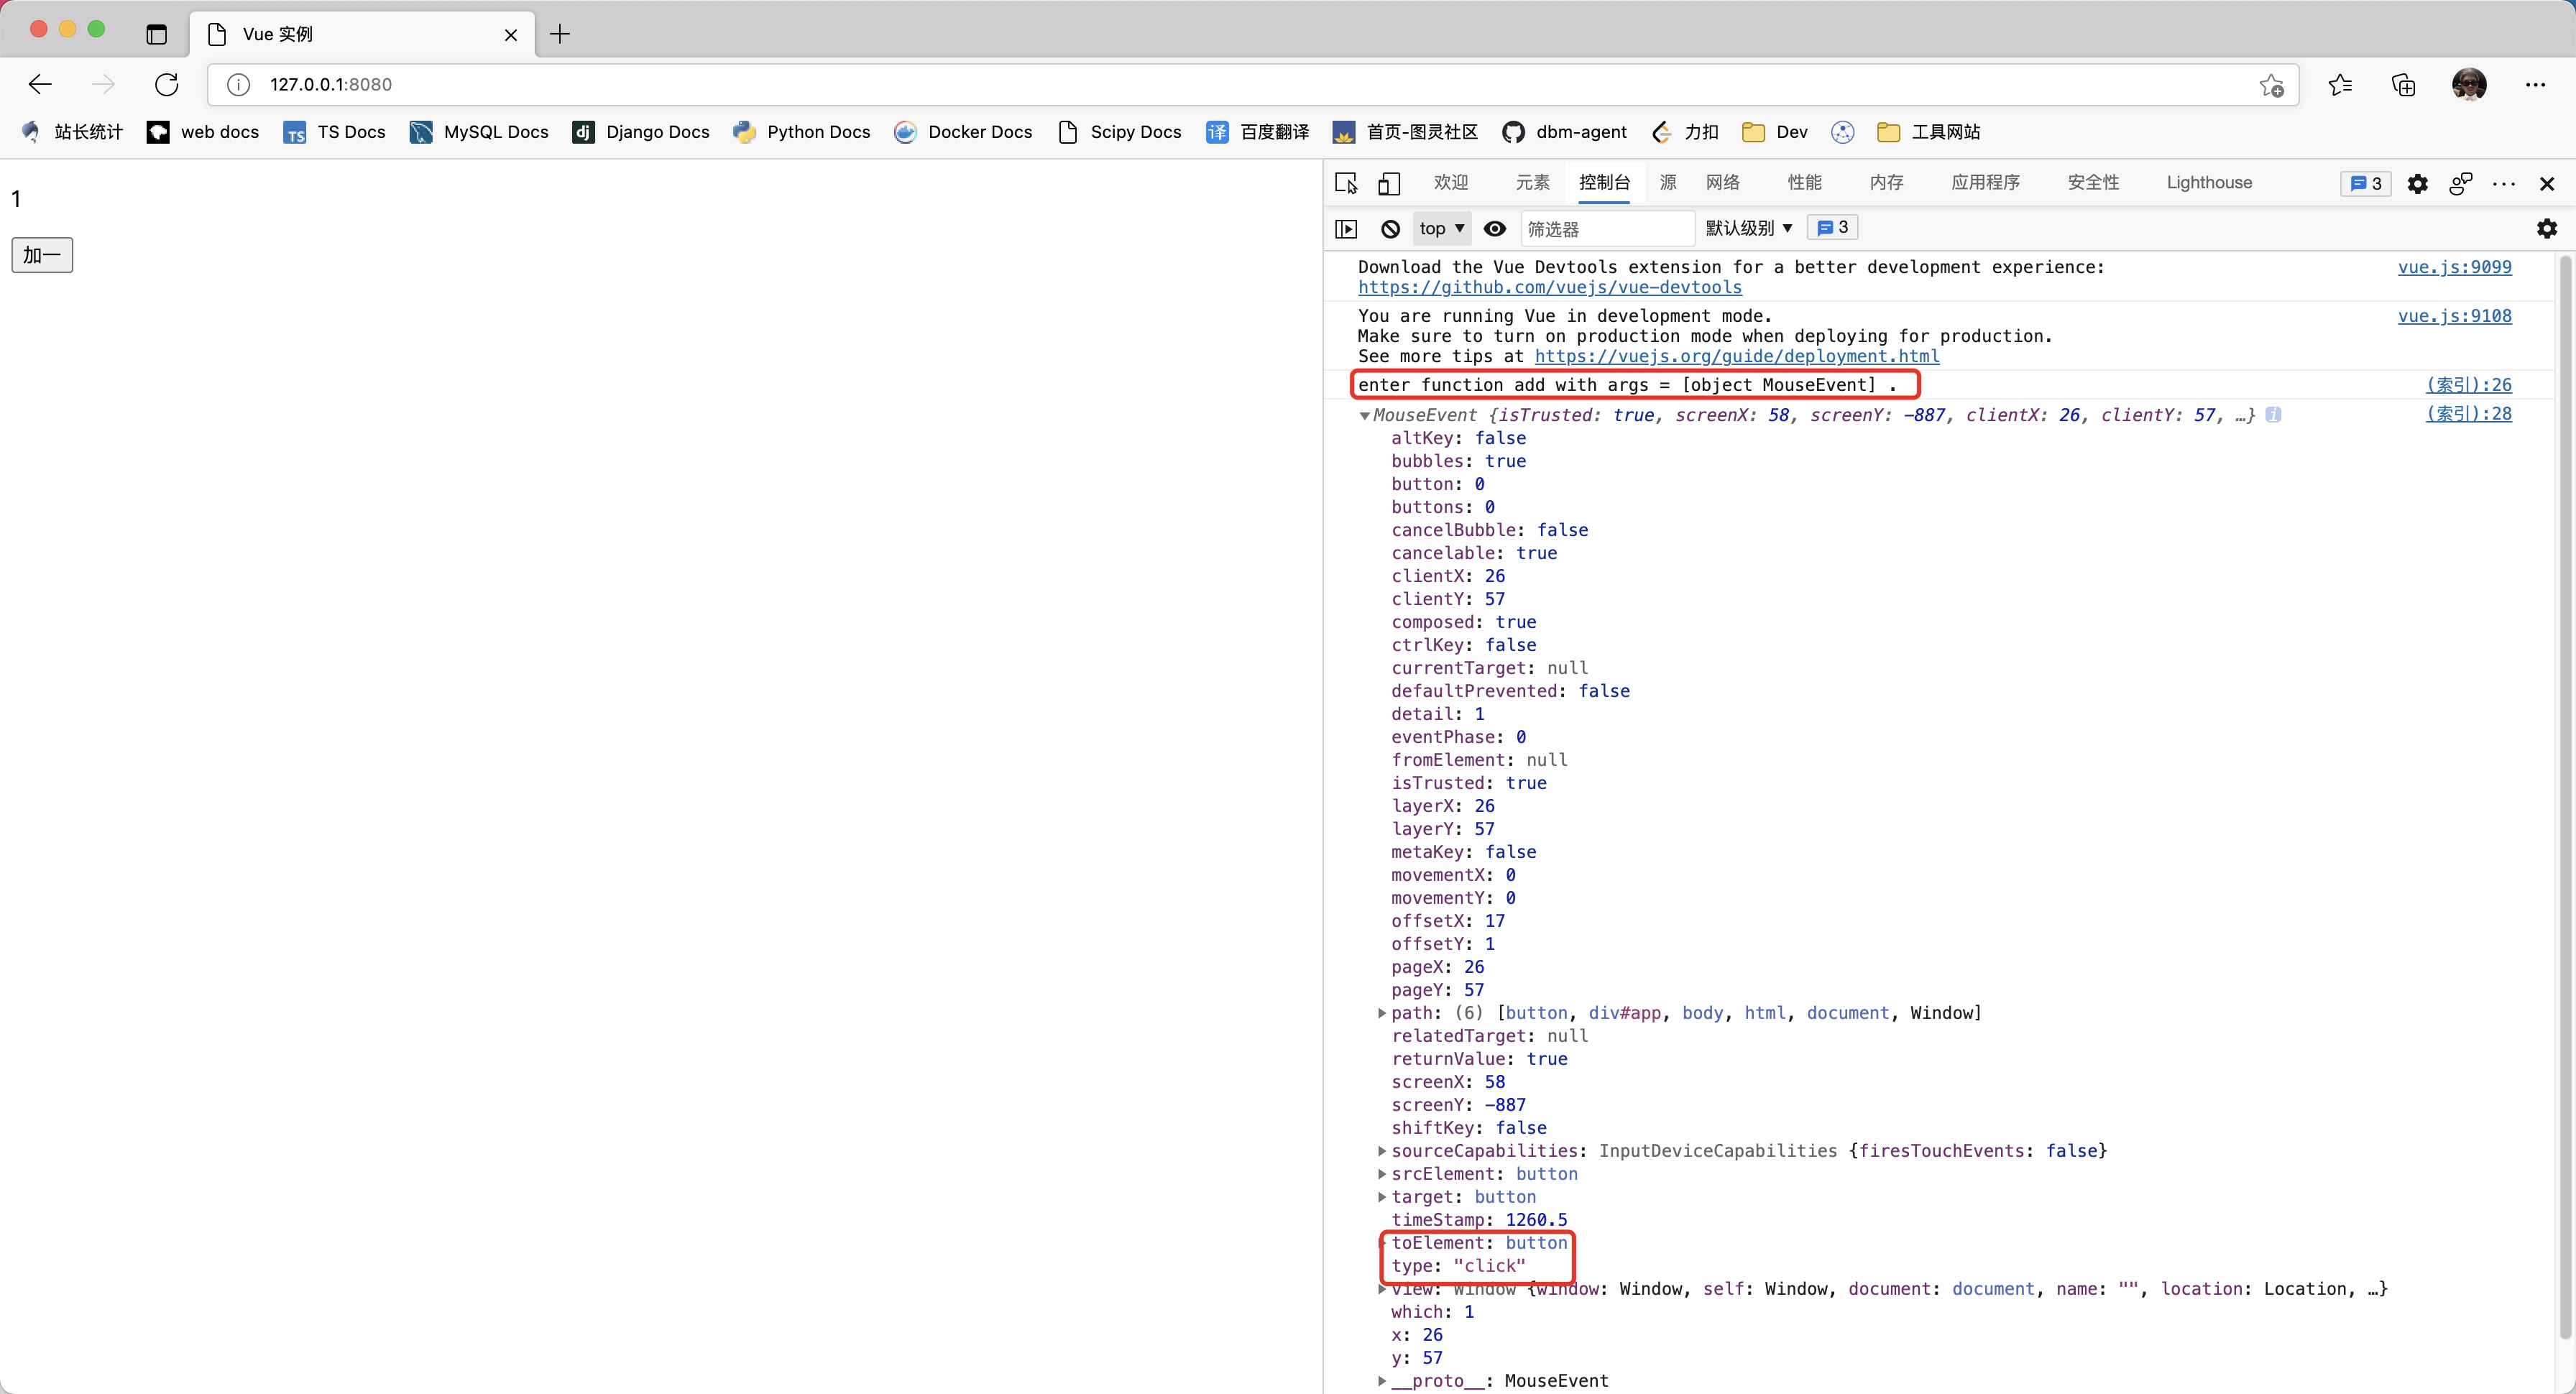 Vue 实例
127.0.0.1:8080
站长统计 web docs TS Docs MySQL Docs Django Docs Python Docs Docker Docs Scipy Docs 百度翻译 首页-图灵社区 dbm-agent 力扣 Dev 工具网站
1
加一
欢迎 元素 控制台 源 网络 性能 内存 应用程序 安全性 Lighthouse 3
top 筛选器 默认级别 3
Download the Vue Devtools extension for a better development experience: vue.js:9099
https://github.com/vuejs/vue-devtools
You are running Vue in development mode. vue.js:9108
Make sure to turn on production mode when deploying for production.
See more tips at https://vuejs.org/guide/deployment.html
enter function add with args = [object MouseEvent] . (索引):26
MouseEvent {isTrusted: true, screenX: 58, screenY: -887, clientX: 26, clientY: 57, …} (索引):28
altKey: false
bubbles: true
button: 0
buttons: 0
cancelBubble: false
cancelable: true
clientX: 26
clientY: 57
composed: true
ctrlKey: false
currentTarget: null
defaultPrevented: false
detail: 1
eventPhase: 0
fromElement: null
isTrusted: true
layerX: 26
layerY: 57
metaKey: false
movementX: 0
movementY: 0
offsetX: 17
offsetY: 1
pageX: 26
pageY: 57
path: (6) [button, div#app, body, html, document, Window]
relatedTarget: null
returnValue: true
screenX: 58
screenY: -887
shiftKey: false
sourceCapabilities: InputDeviceCapabilities {firesTouchEvents: false}
srcElement: button
target: button
timeStamp: 1260.5
toElement: button
type: "click"
view: Window {window: Window, self: Window, document: document, name: "", location: Location, …}
which: 1
x: 26
y: 57
__proto__: MouseEvent